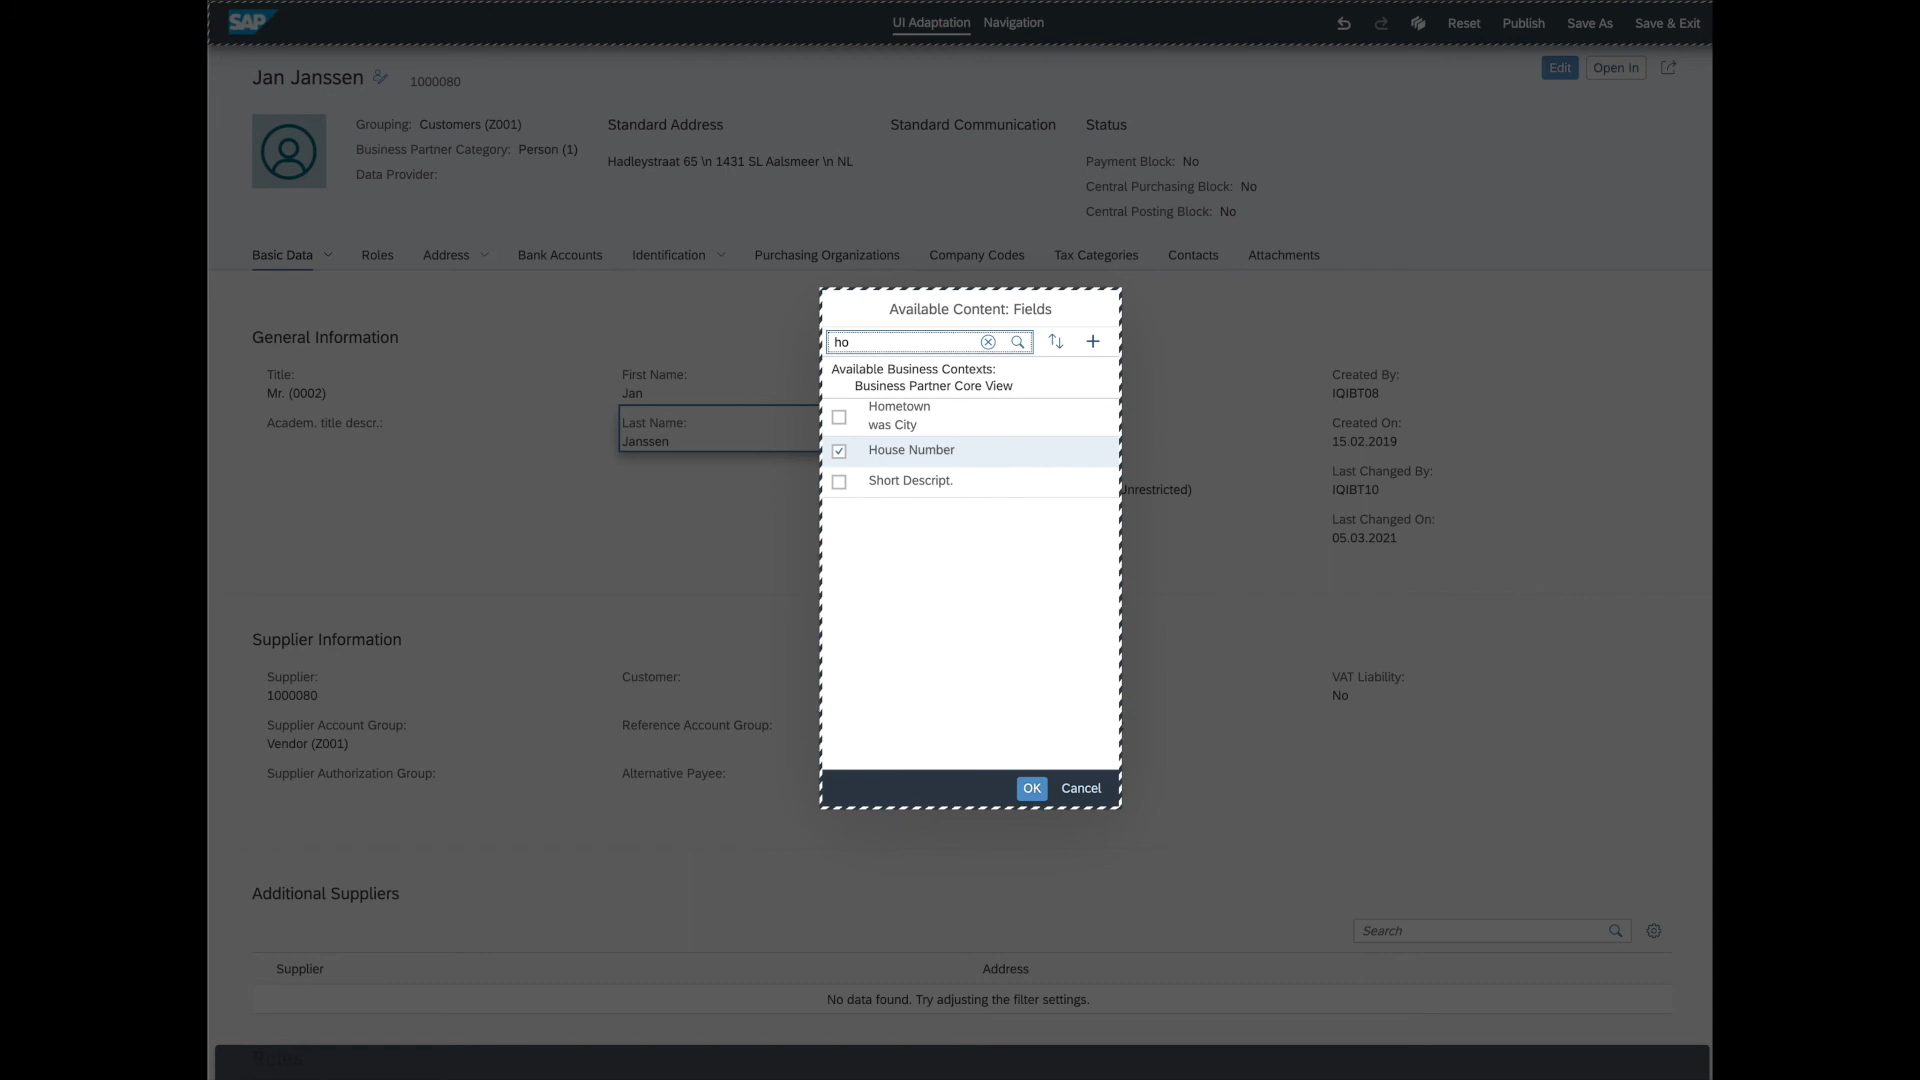 SAP
UI Adaptation Navigation
Reset Publish Save As Save & Exit
Jan Janssen 1000080
Edit Open In
Grouping: Customers (Z001)
Business Partner Category: Person (1)
Data Provider:
Standard Address
Hadleystraat 65 \n 1431 SL Aalsmeer \n NL
Standard Communication
Status
Payment Block: No
Central Purchasing Block: No
Central Posting Block: No
Basic Data Roles Address Bank Accounts Identification Purchasing Organizations Company Codes Tax Categories Contacts Attachments
General Information
Title:
Mr. (0002)
Academ. title descr.:
First Name:
Jan
Last Name:
Janssen
Available Content: Fields
ho
Available Business Contexts:
Business Partner Core View
Hometown
was City
House Number
Short Descript.
OK Cancel
Created By:
IQIBT08
Created On:
15.02.2019
Last Changed By:
IQIBT10
Last Changed On:
05.03.2021
Supplier Information
Supplier:
1000080
Supplier Account Group:
Vendor (Z001)
Supplier Authorization Group:
Customer:
Reference Account Group:
Alternative Payee:
VAT Liability:
No
Additional Suppliers
Search
Supplier Address
No data found. Try adjusting the filter settings.